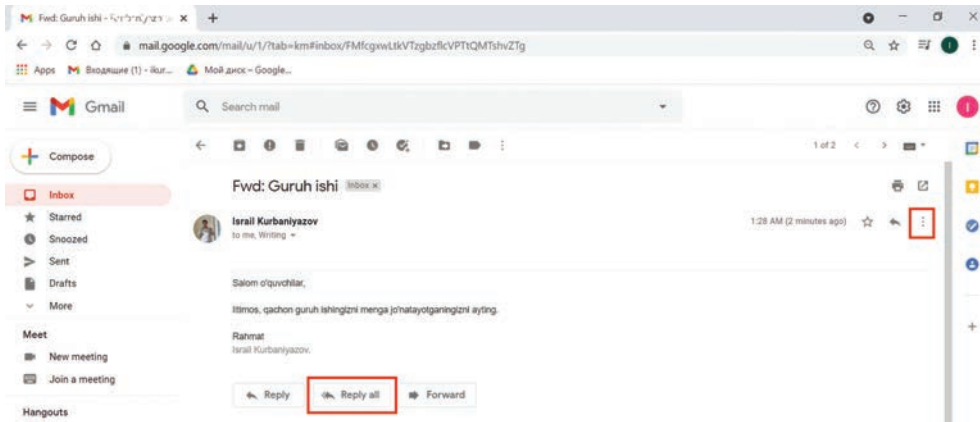 Fwd: Guruh ishi -
mail.google.com/mail/u/1/?tab=km#inbox/FMfcgxwLtkVTzgbzflcVPTtQMTshvZTg
Apps Входящие (1) - ikur... Мой диск – Google...
Gmail Search mail
I
Compose 1 of 2
Fwd: Guruh ishi Inbox x
Inbox
Starred Israil Kurbaniyazov 1:28 AM (2 minutes ago)
to me, Writing
Snoozed
Sent
Drafts Salom o'quvchilar,
More Iltimos, qachon guruh ishingizni menga jo'natayotganingizni ayting.
Meet Rahmat
Israil Kurbaniyazov.
New meeting
Join a meeting
Reply Reply all Forward
Hangouts